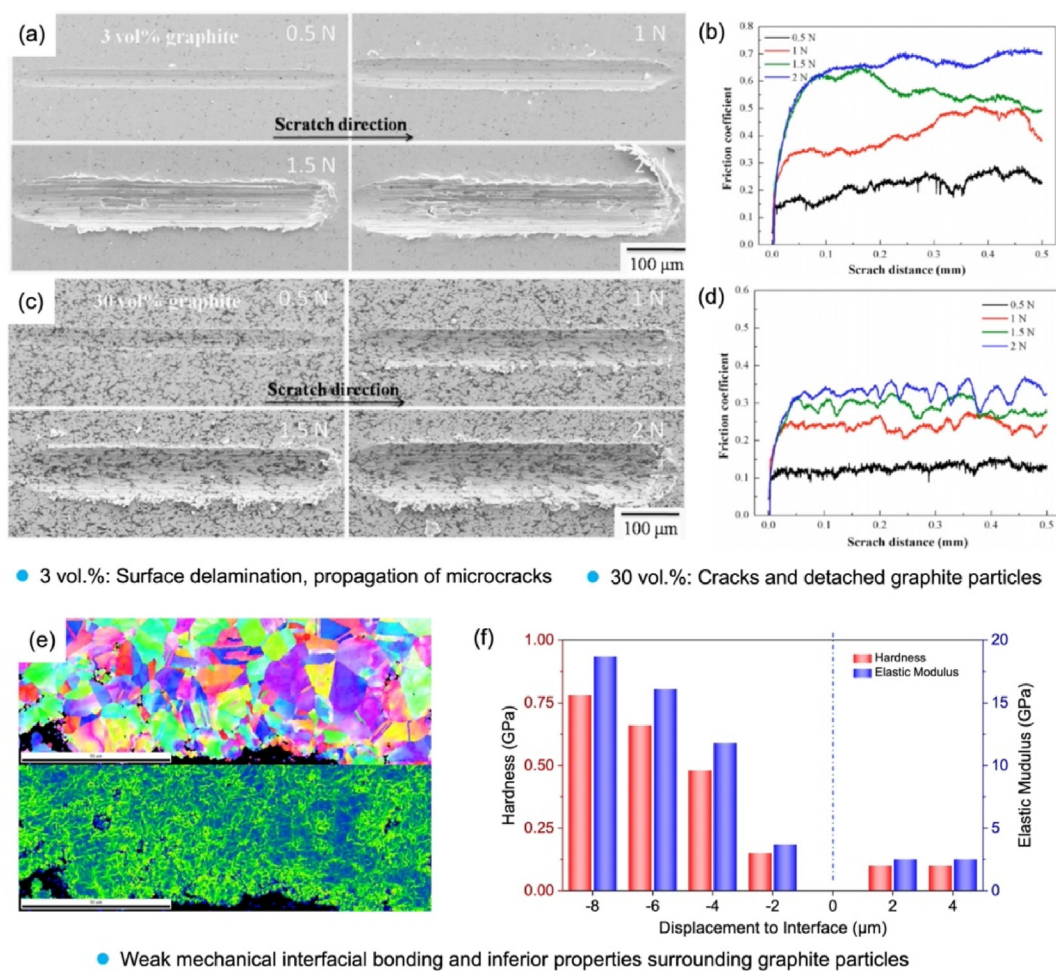 (a)
3 vol% graphite
0.5 N
1 N
Scratch direction
1.5 N
2 N
100 μm
(b)
0.5 N
1 N
1.5 N
2 N
0.8
0.7
0.6
0.5
0.4
0.3
0.2
0.1
0.0
Friction coefficient
0.0 0.1 0.2 0.3 0.4 0.5
Scrach distance (mm)
(c)
30 vol% graphite
0.5 N
1 N
Scratch direction
5 N
2 N
100 μm
(d)
0.5 N
1 N
1.5 N
2 N
0.6
0.5
0.4
0.3
0.2
0.1
0.0
Friction coefficient
0.0 0.1 0.2 0.3 0.4 0.5
Scrach distance (mm)
3 vol.%: Surface delamination, propagation of microcracks
30 vol.%: Cracks and detached graphite particles
(e)
(f)
Hardness
Elastic Modulus
1.00
0.75
0.50
0.25
0.00
Hardness (GPa)
20
15
10
5
0
Elastic Mudulus (GPa)
-8 -6 -4 -2 0 2 4
Displacement to Interface (μm)
Weak mechanical interfacial bonding and inferior properties surrounding graphite particles